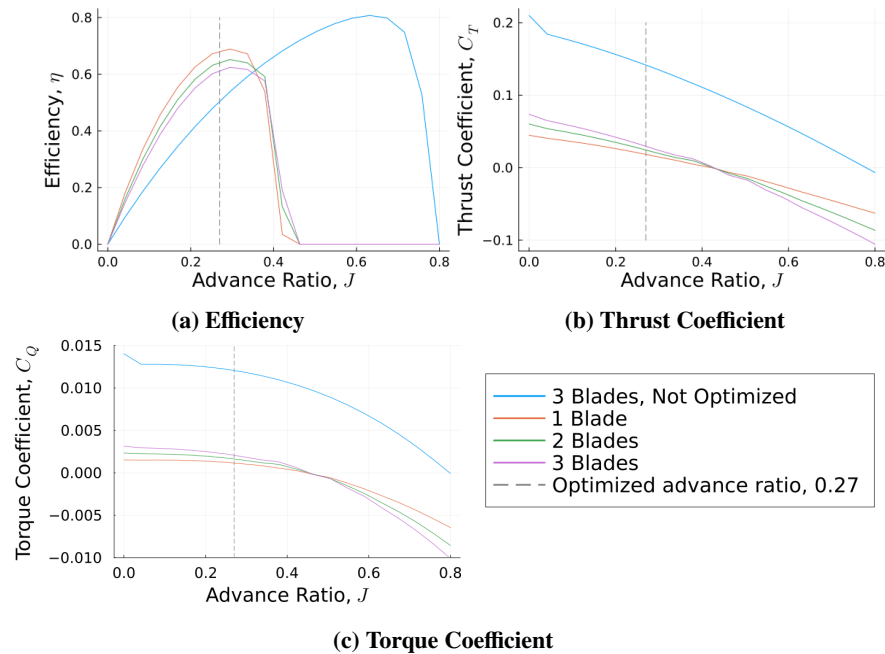 0.8
0.6
0.4
0.2
0.0
Efficiency, η
0.0 0.2 0.4 0.6 0.8
Advance Ratio, J
(a) Efficiency
0.2
0.1
0.0
−0.1
Thrust Coefficient, C_T
0.0 0.2 0.4 0.6 0.8
Advance Ratio, J
(b) Thrust Coefficient
0.015
0.010
0.005
0.000
−0.005
−0.010
Torque Coefficient, C_Q
0.0 0.2 0.4 0.6 0.8
Advance Ratio, J
3 Blades, Not Optimized
1 Blade
2 Blades
3 Blades
Optimized advance ratio, 0.27
(c) Torque Coefficient